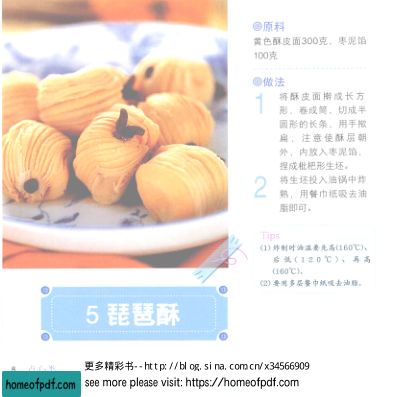 原料
黄色酥皮面300克，枣泥馅
100克
做法
1 将酥皮面擀成长方
形，卷成筒，切成半
圆形的长条，用手揿
扁，注意使酥层朝
外，内放入枣泥馅，
捏成枇杷形生坯。
2 将生坯投入油锅中炸
熟，用餐巾纸吸去油
脂即可。
Tips
(1)炸制时油温要先高(160℃)、
后低(120℃)、再高
(160℃)。
(2)要用多层餐巾纸吸去油脂。
5 琵琶酥
8 点心类
更多精彩书--http://blog.sina.com.cn/x34566909
homeofpdf.com
see more please visit: https://homeofpdf.com